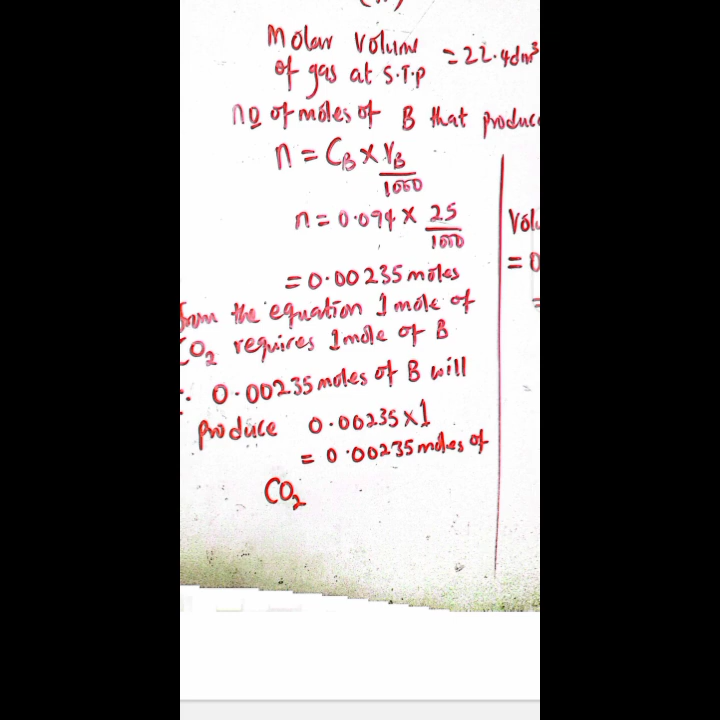 Molar Volume
of gas at S.T.P = 22.4dm³
no of moles of B that produce
n = C_B × V_B
1000
n = 0.094 × 25
1000
= 0.00235 moles
from the equation 1 mole of
CO₂ requires 1 mole of B
∴ 0.00235 moles of B will
produce 0.00235×1
= 0.00235 moles of
CO₂
= 0
=